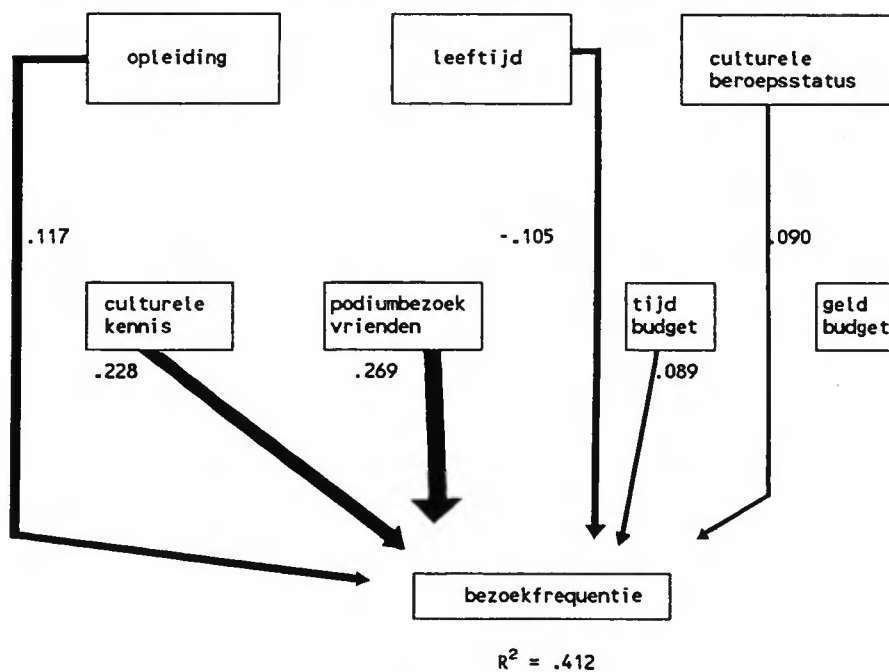 opleiding
leeftijd
culturele
beroepsstatus
.117
-.105
.090
culturele
kennis
podiumbezoek
vrienden
tijd
budget
geld
budget
.228
.269
.089
bezoekfrequentie
R² = .412